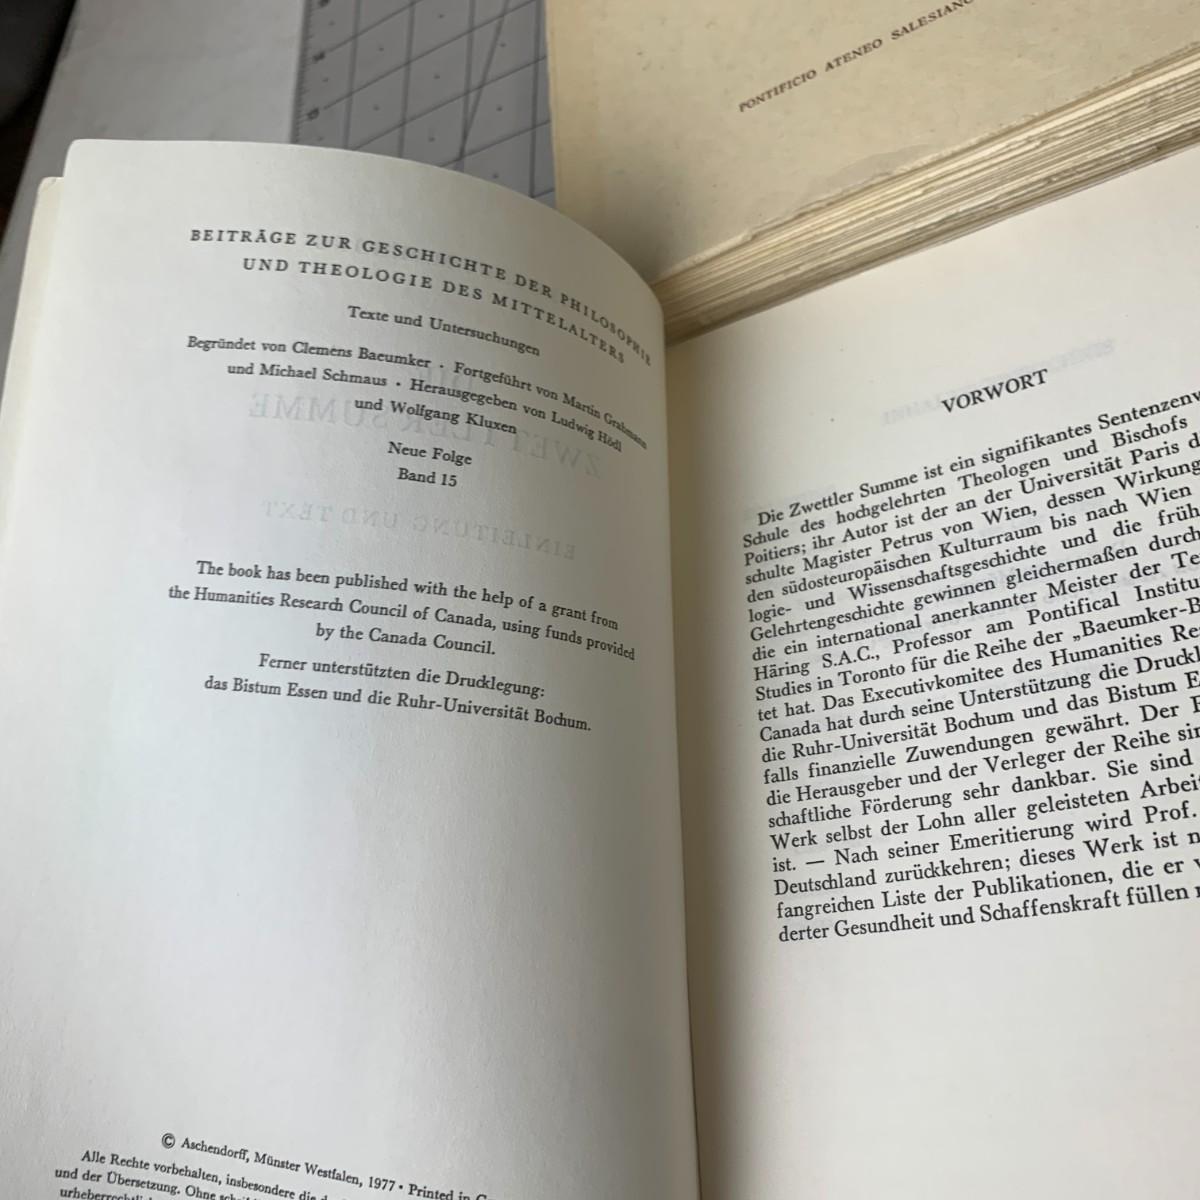 PONTIFICIO ATENEO SALESIANO
BEITRÄGE ZUR GESCHICHTE DER PHILOSOPHIE
UND THEOLOGIE DES MITTELALTERS
Texte und Untersuchungen
Begründet von Clemens Baeumker · Fortgeführt von Martin Grabmann
und Michael Schmaus · Herausgegeben von Ludwig Hödl
und Wolfgang Kluxen
Neue Folge
Band 15
The book has been published with the help of a grant from
the Humanities Research Council of Canada, using funds provided
by the Canada Council.
Ferner unterstützten die Drucklegung:
das Bistum Essen und die Ruhr-Universität Bochum.
© Aschendorff, Münster Westfalen, 1977 · Printed in
Alle Rechte vorbehalten, insbesondere die
und der Übersetzung. Ohne
VORWORT
Die Zwettler Summe ist ein signifikantes Sentenzenw
Schule des hochgelehrten Theologen und Bischofs
Poitiers; ihr Autor ist der an der Universität Paris
schulte Magister Petrus von Wien, dessen Wirkung
den südosteuropäischen Kulturraum bis nach Wien
logie- und Wissenschaftsgeschichte und die früh
Gelehrtengeschichte gewinnen gleichermaßen durch
die ein international anerkannter Meister der
Häring S.A.C., Professor am Pontifical
Studies in Toronto für die Reihe der „Baeumker-B
tet hat. Das Executivkomitee des Humanities
Canada hat durch seine Unterstützung die
die Ruhr-Universität Bochum und das Bistum
falls finanzielle Zuwendungen gewährt. Der
die Herausgeber und der Verleger der Reihe
schaftliche Förderung sehr dankbar. Sie sind
Werk selbst der Lohn aller geleisteten
ist. — Nach seiner Emeritierung wird Prof.
Deutschland zurückkehren; dieses Werk ist
fangreichen Liste der Publikationen, die er
derter Gesundheit und Schaffenskraft füllen